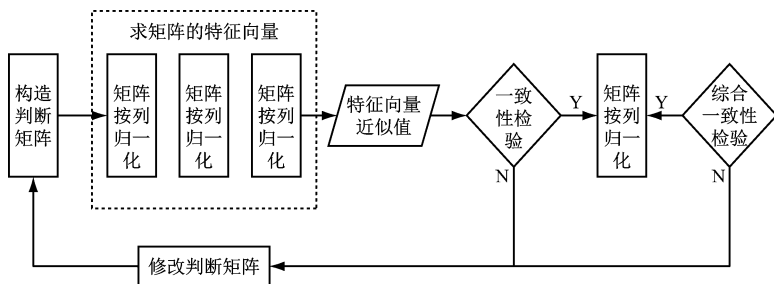 求矩阵的特征向量
构造
判断
矩阵
矩阵
按列
归一
化
矩阵
按列
归一
化
矩阵
按列
归一
化
特征向量
近似值
一致
性检
验
Y
N
矩阵
按列
归一
化
Y
综合
一致性
检验
N
修改判断矩阵